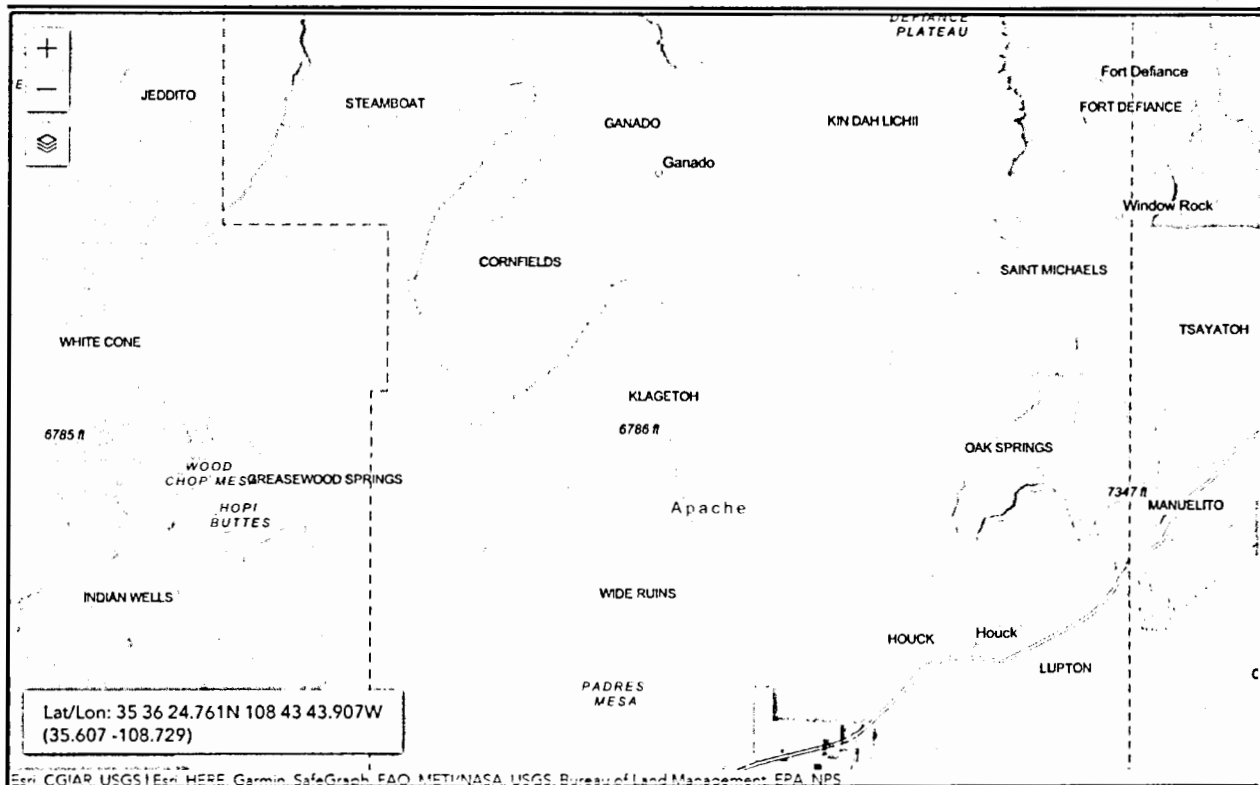 DEFIANCE
PLATEAU
+
−
E
JEDDITO
STEAMBOAT
GANADO
KIN DAH LICHII
Fort Defiance
FORT DEFIANCE
Ganado
Window Rock
CORNFIELDS
SAINT MICHAELS
TSAYATOH
WHITE CONE
KLAGETOH
6785 ft
6786 ft
OAK SPRINGS
WOOD
CHOP MESA
GREASEWOOD SPRINGS
HOPI
BUTTES
Apache
7347 ft
MANUELITO
INDIAN WELLS
WIDE RUINS
HOUCK
Houck
LUPTON
C
PADRES
MESA
Lat/Lon: 35 36 24.761N 108 43 43.907W
(35.607 -108.729)
Esri, CGIAR, USGS | Esri, HERE, Garmin, SafeGraph, FAO, METI/NASA, USGS, Bureau of Land Management, EPA, NPS